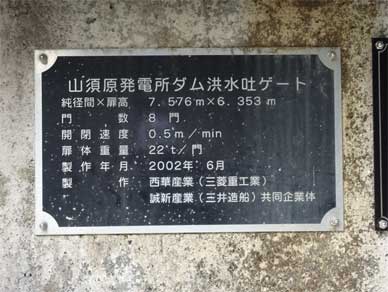 山須原発電所ダム洪水吐ゲート
純径間×扉高 7.576m×6.353m
門数 8門
開閉速度 0.5m/min
扉体重量 22t/門
製作年月 2002年6月
製作 西華産業(三菱重工業)
誠新産業(三井造船)共同企業体